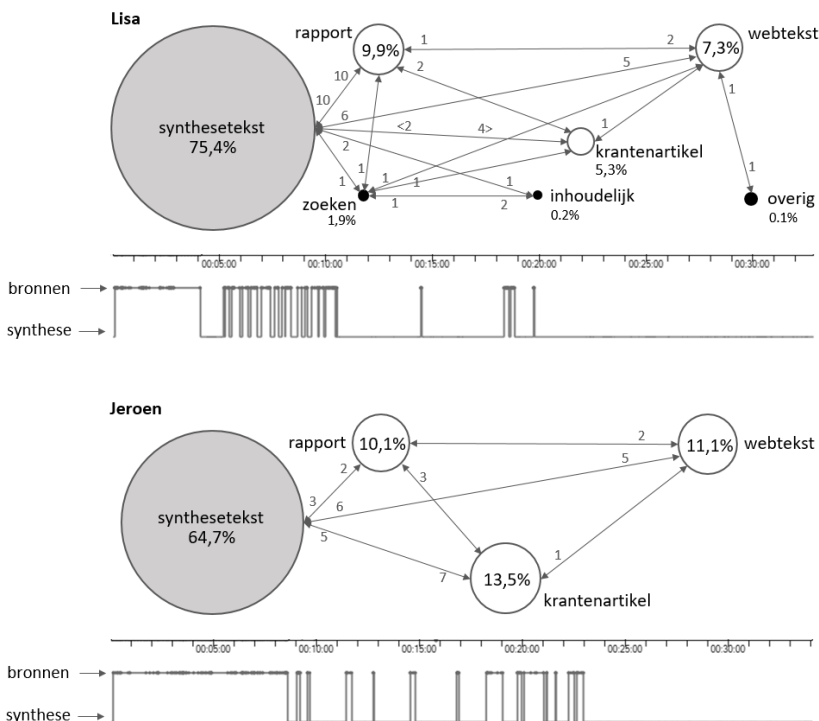 Lisa
rapport
9,9%
1
2
7,3%
webtekst
10
2
5
10
6
1
synthesetekst
75,4%
<2
4>
1
2
krantenartikel
5,3%
1
1
1
1
1
1
1
zoeken
1,9%
1
2
inhoudelijk
0.2%
overig
0.1%
00:05:00 00:10:00 00:15:00 00:20:00 00:25:00 00:30:00
bronnen
synthese
Jeroen
rapport
10,1%
2
11,1%
webtekst
2
3
5
3
6
synthesetekst
64,7%
5
1
7
13,5%
krantenartikel
00:05:00 00:10:00 00:15:00 00:20:00 00:25:00 00:30:00
bronnen
synthese